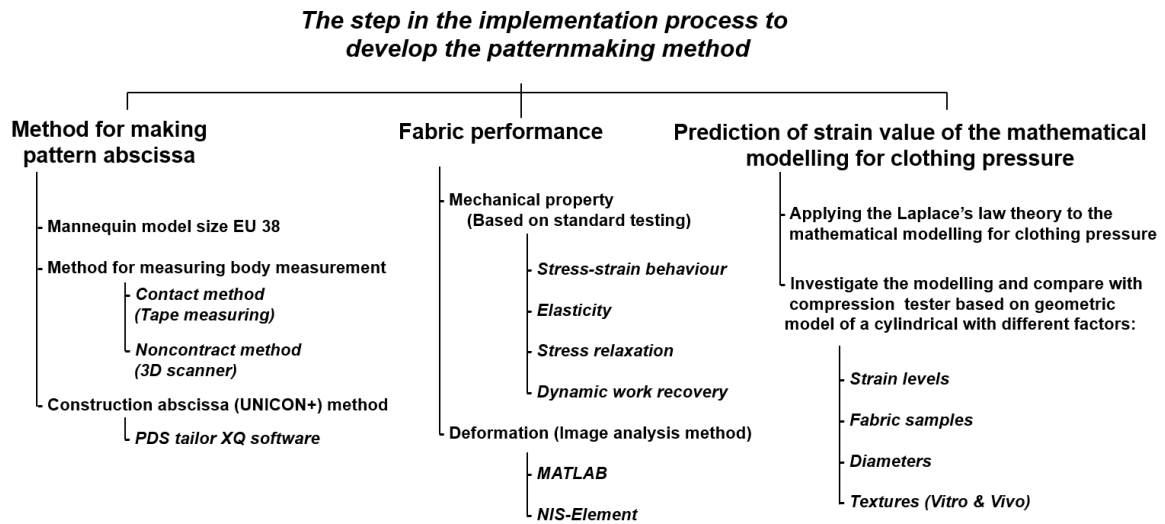 The step in the implementation process to
develop the patternmaking method
Method for making
pattern abscissa
Mannequin model size EU 38
Method for measuring body measurement
Contact method
(Tape measuring)
Noncontract method
(3D scanner)
Construction abscissa (UNICON+) method
PDS tailor XQ software
Fabric performance
Mechanical property
(Based on standard testing)
Stress-strain behaviour
Elasticity
Stress relaxation
Dynamic work recovery
Deformation (Image analysis method)
MATLAB
NIS-Element
Prediction of strain value of the mathematical
modelling for clothing pressure
Applying the Laplace's law theory to the
mathematical modelling for clothing pressure
Investigate the modelling and compare with
compression tester based on geometric
model of a cylindrical with different factors:
Strain levels
Fabric samples
Diameters
Textures (Vitro & Vivo)